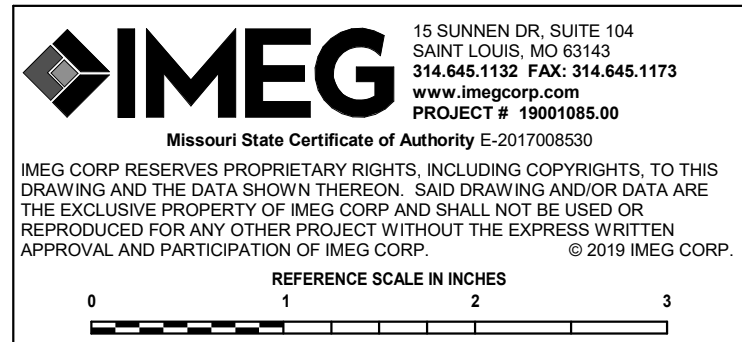 IMEG
15 SUNNEN DR, SUITE 104
SAINT LOUIS, MO 63143
314.645.1132 FAX: 314.645.1173
www.imegcorp.com
PROJECT # 19001085.00
Missouri State Certificate of Authority E-2017008530
IMEG CORP RESERVES PROPRIETARY RIGHTS, INCLUDING COPYRIGHTS, TO THIS
DRAWING AND THE DATA SHOWN THEREON. SAID DRAWING AND/OR DATA ARE
THE EXCLUSIVE PROPERTY OF IMEG CORP AND SHALL NOT BE USED OR
REPRODUCED FOR ANY OTHER PROJECT WITHOUT THE EXPRESS WRITTEN
APPROVAL AND PARTICIPATION OF IMEG CORP. © 2019 IMEG CORP.
REFERENCE SCALE IN INCHES
0 1 2 3